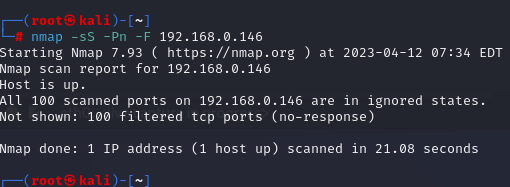 ┌──(root㉿kali)-[~]
└─# nmap -sS -Pn -F 192.168.0.146
Starting Nmap 7.93 ( https://nmap.org ) at 2023-04-12 07:34 EDT
Nmap scan report for 192.168.0.146
Host is up.
All 100 scanned ports on 192.168.0.146 are in ignored states.
Not shown: 100 filtered tcp ports (no-response)
Nmap done: 1 IP address (1 host up) scanned in 21.08 seconds
┌──(root㉿kali)-[~]